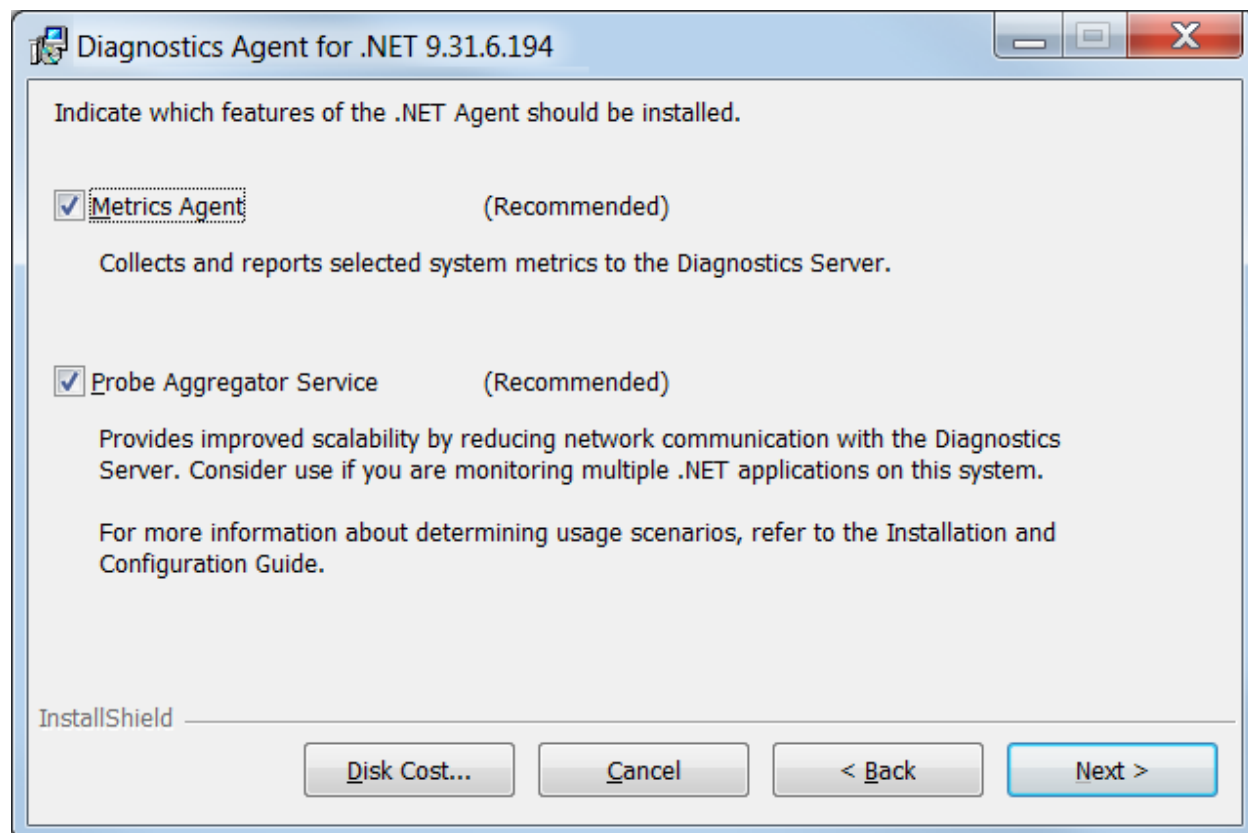 Diagnostics Agent for .NET 9.31.6.194
Indicate which features of the .NET Agent should be installed.
Metrics Agent (Recommended)
Collects and reports selected system metrics to the Diagnostics Server.
Probe Aggregator Service (Recommended)
Provides improved scalability by reducing network communication with the Diagnostics
Server. Consider use if you are monitoring multiple .NET applications on this system.
For more information about determining usage scenarios, refer to the Installation and
Configuration Guide.
InstallShield
Disk Cost... Cancel < Back Next >